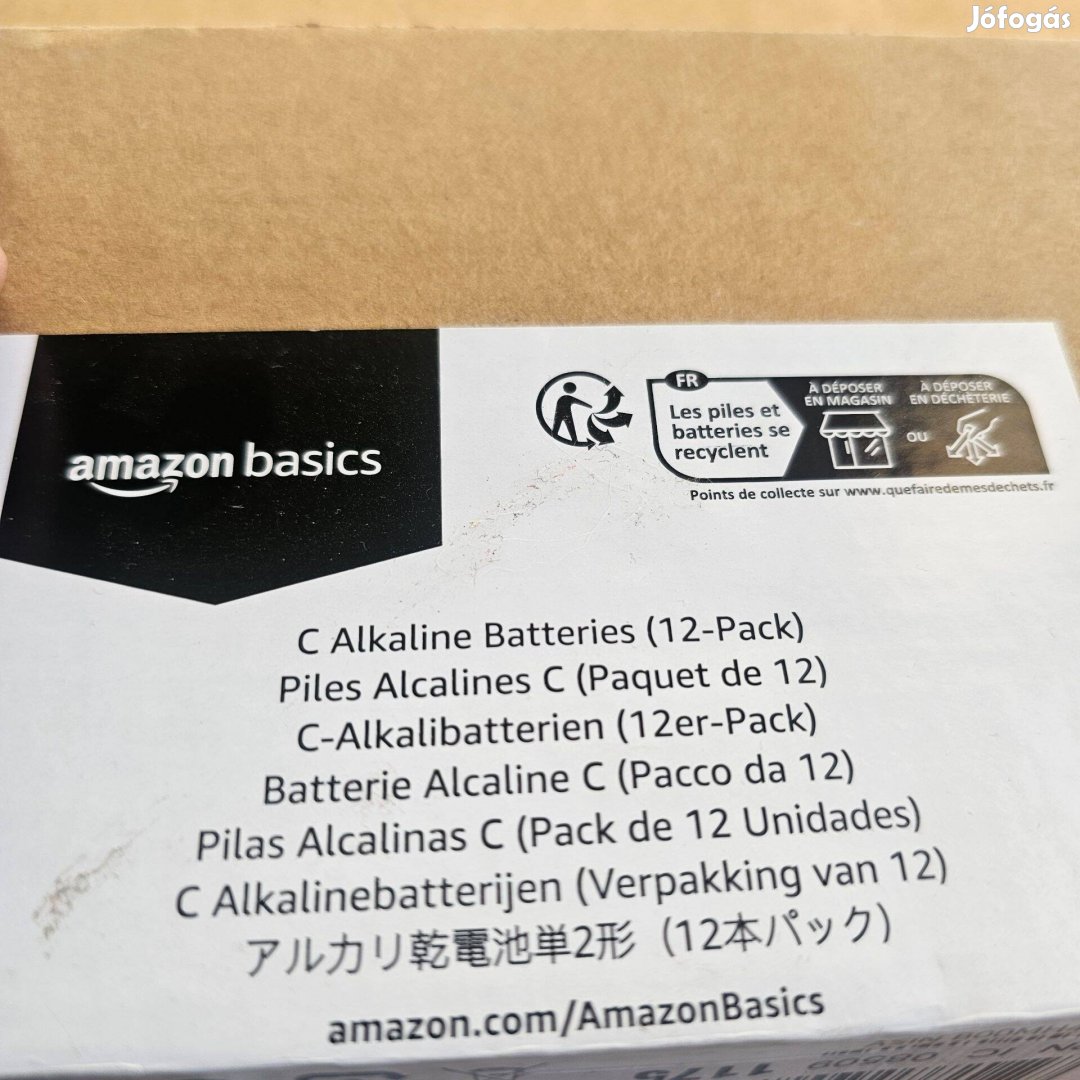 Jófogás
amazon basics
FR
Les piles et
batteries se
recyclent
À DÉPOSER
EN MAGASIN
OU
À DÉPOSER
EN DÉCHÈTERIE
Points de collecte sur www.quefairedemesdechets.fr
C Alkaline Batteries (12-Pack)
Piles Alcalines C (Paquet de 12)
C-Alkalibatterien (12er-Pack)
Batterie Alcaline C (Pacco da 12)
Pilas Alcalinas C (Pack de 12 Unidades)
C Alkalinebatterijen (Verpakking van 12)
アルカリ乾電池単2形（12本パック）
amazon.com/AmazonBasics